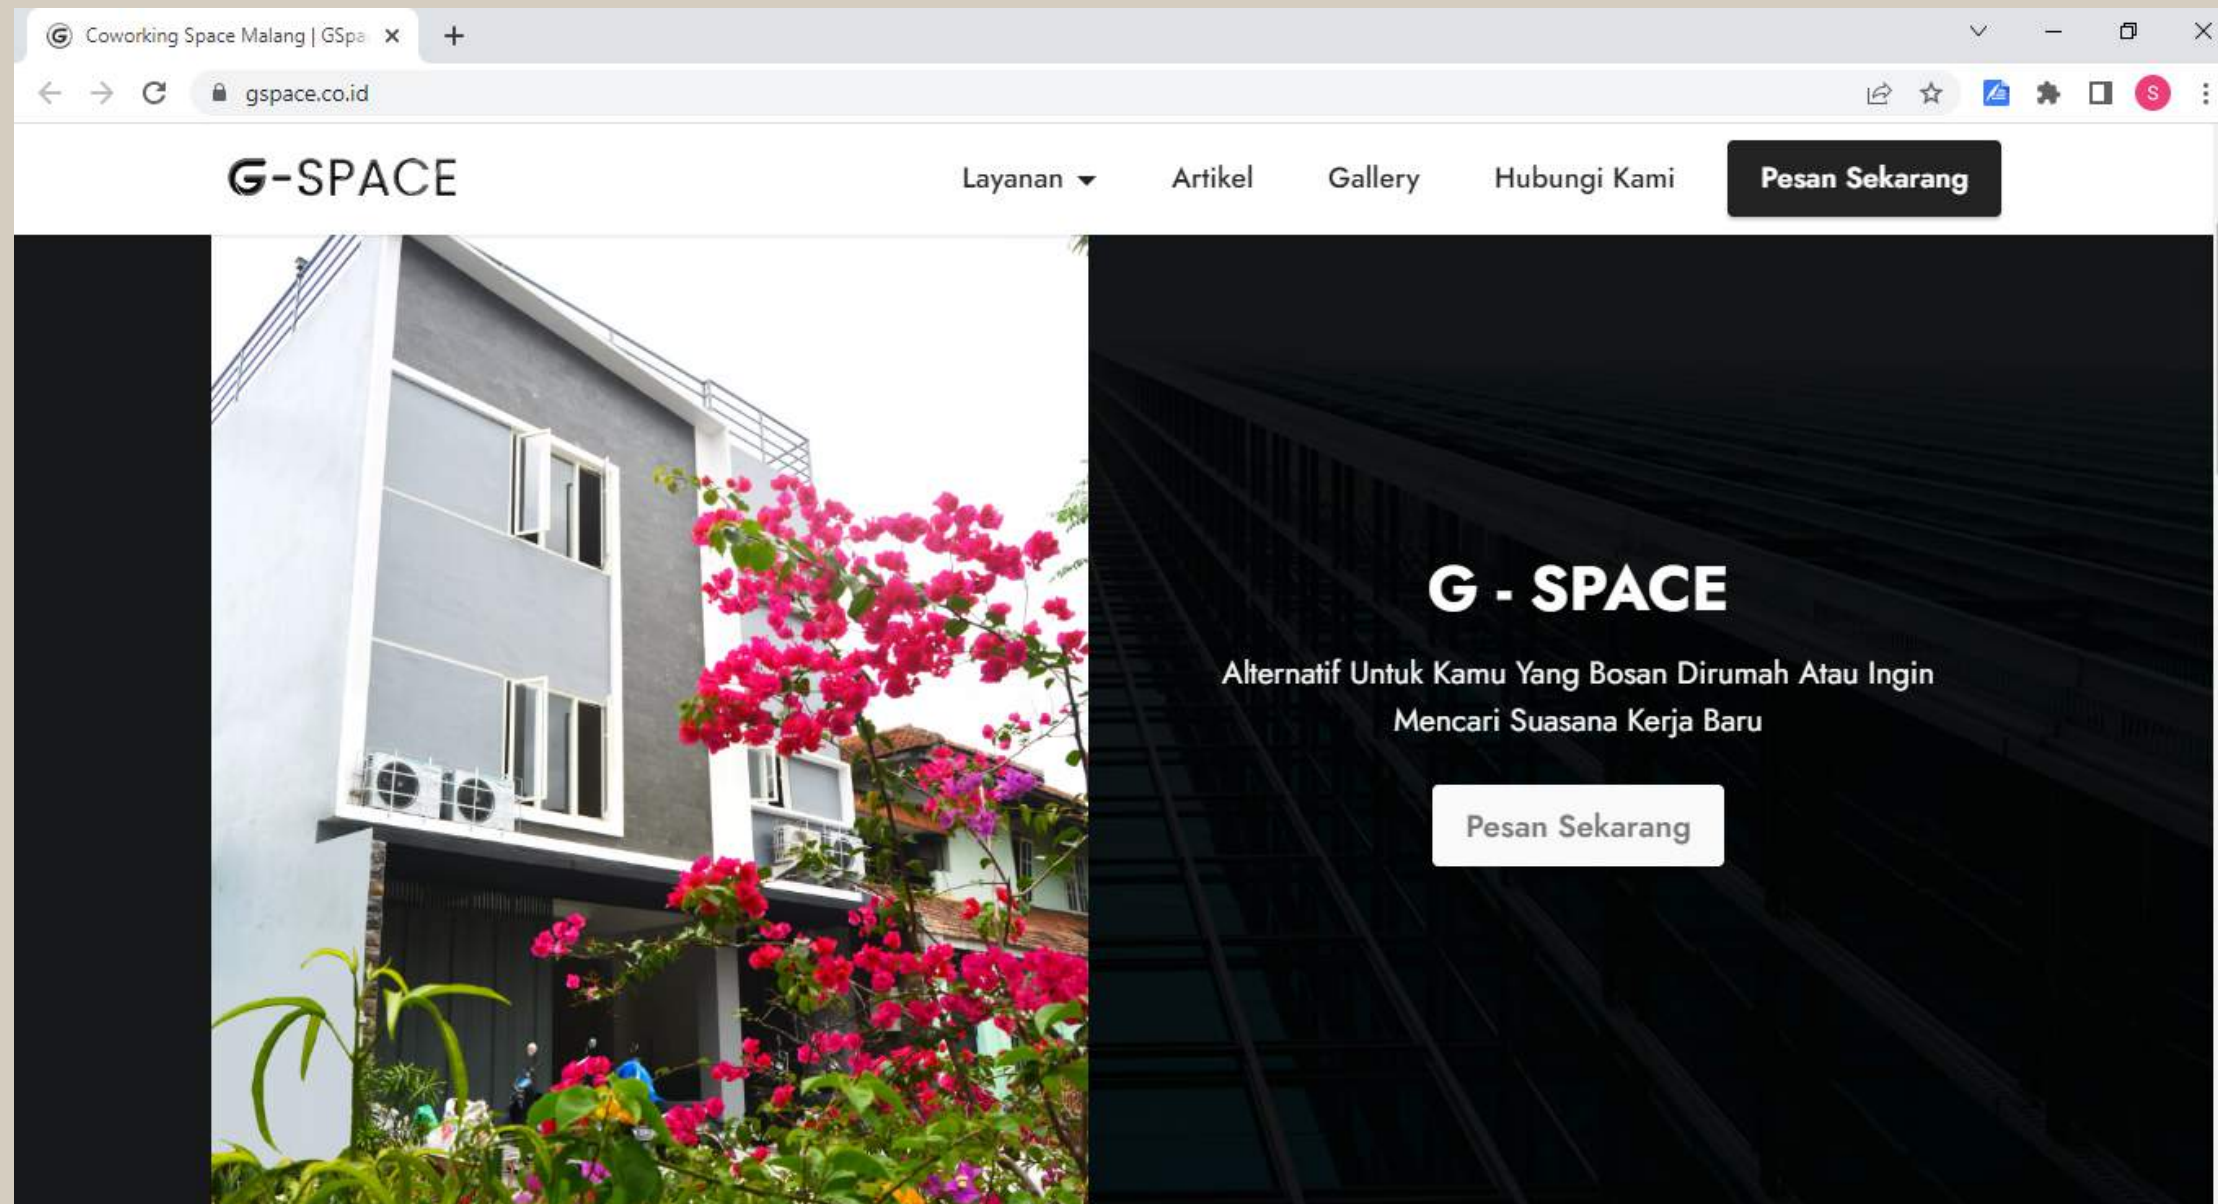 Coworking Space Malang | GSpa
gspace.co.id
S
G-SPACE
Layanan
Artikel
Gallery
Hubungi Kami
Pesan Sekarang
G - SPACE
Alternatif Untuk Kamu Yang Bosan Dirumah Atau Ingin
Mencari Suasana Kerja Baru
Pesan Sekarang